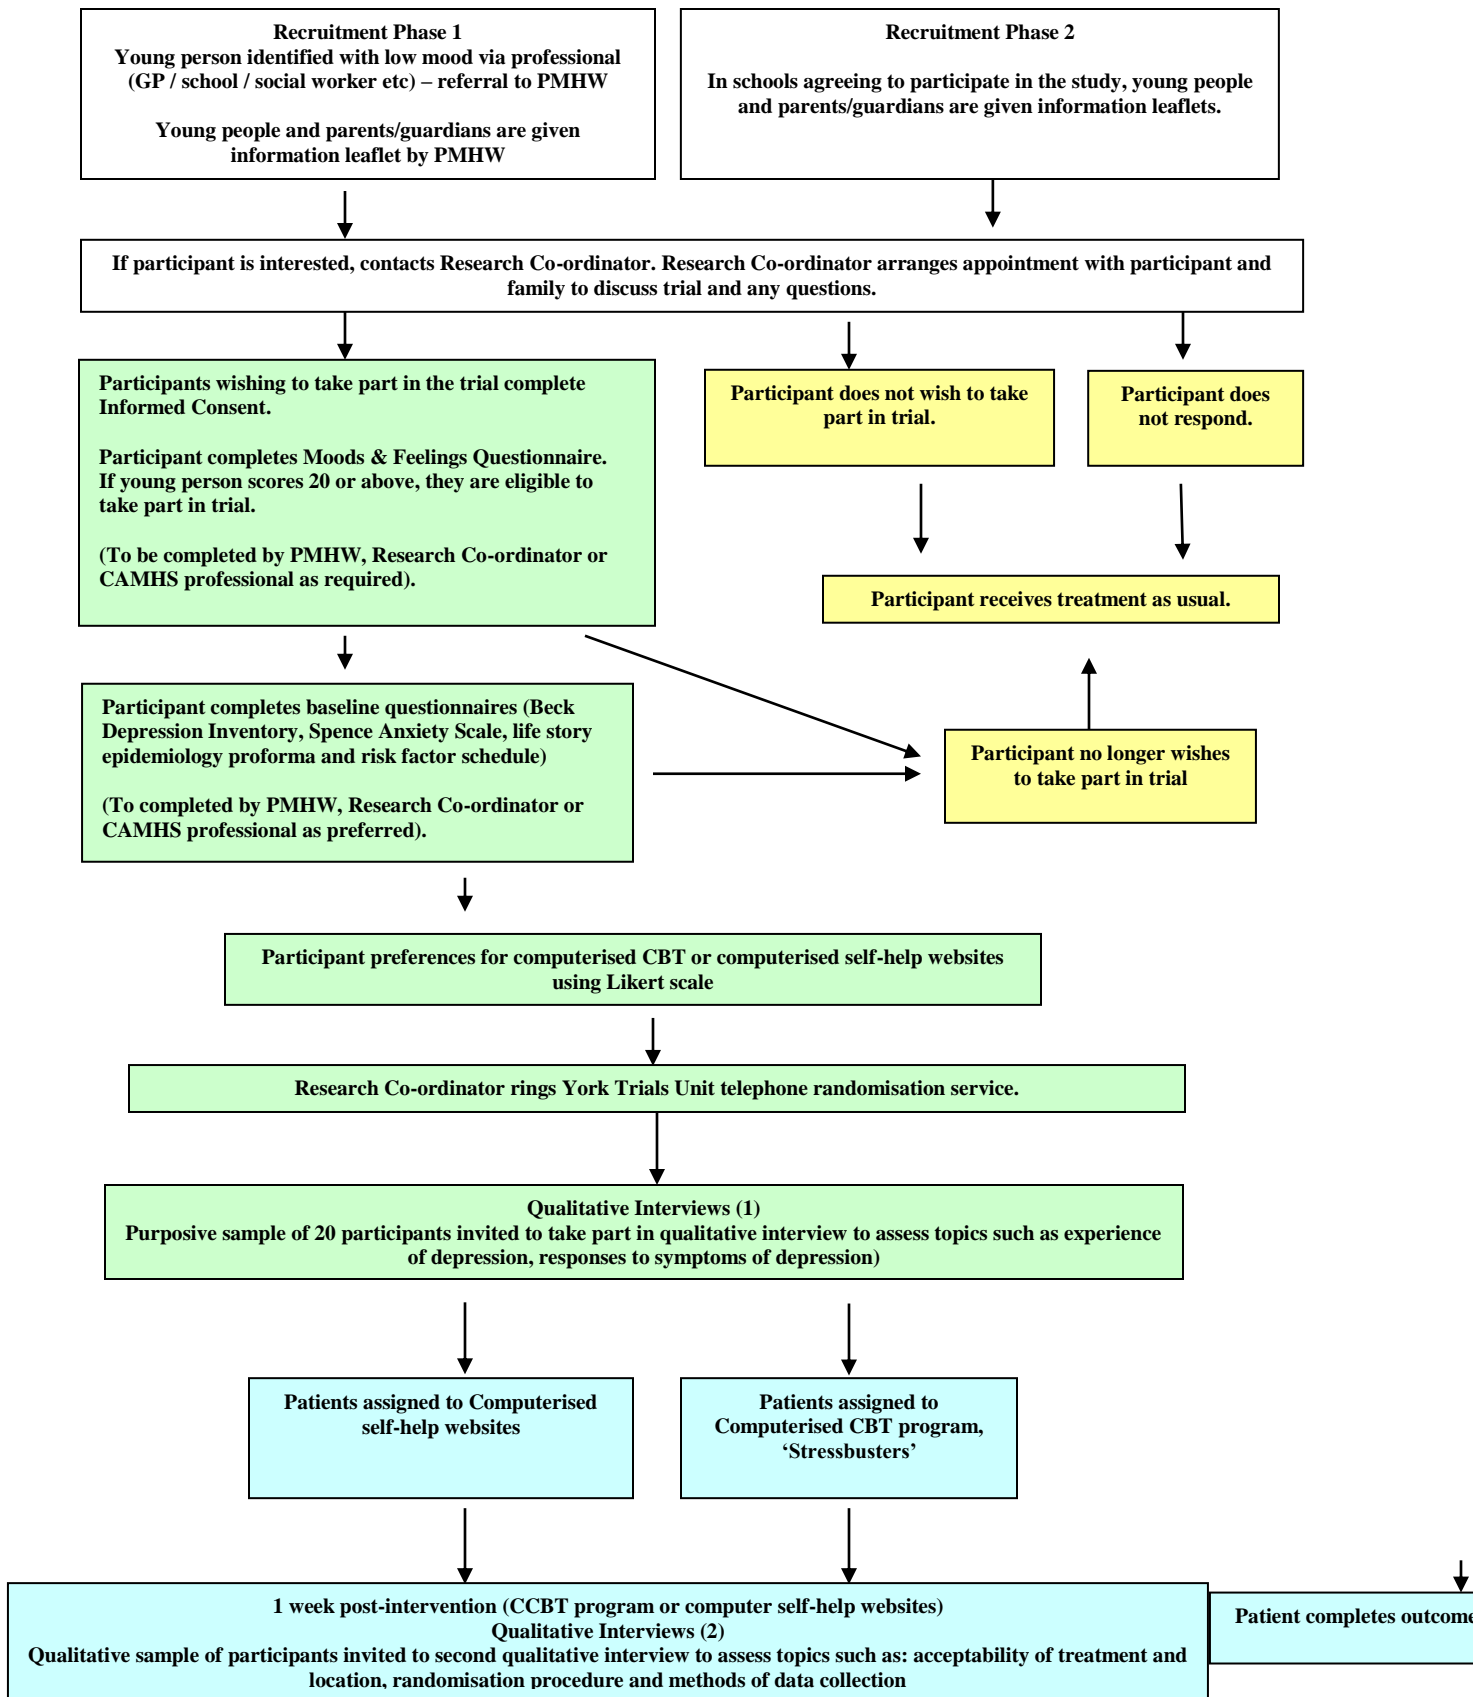 Recruitment Phase 1
Young person identified with low mood via professional
(GP / school / social worker etc) – referral to PMHW
Young people and parents/guardians are given
information leaflet by PMHW
Recruitment Phase 2
In schools agreeing to participate in the study, young people
and parents/guardians are given information leaflets.
If participant is interested, contacts Research Co-ordinator. Research Co-ordinator arranges appointment with participant and
family to discuss trial and any questions.
Participants wishing to take part in the trial complete
Informed Consent.
Participant completes Moods & Feelings Questionnaire.
If young person scores 20 or above, they are eligible to
take part in trial.
(To be completed by PMHW, Research Co-ordinator or
CAMHS professional as required).
Participant does not wish to take
part in trial.
Participant does
not respond.
Participant receives treatment as usual.
Participant completes baseline questionnaires (Beck
Depression Inventory, Spence Anxiety Scale, life story
epidemiology proforma and risk factor schedule)
(To completed by PMHW, Research Co-ordinator or
CAMHS professional as preferred).
Participant no longer wishes
to take part in trial
Participant preferences for computerised CBT or computerised self-help websites
using Likert scale
Research Co-ordinator rings York Trials Unit telephone randomisation service.
Qualitative Interviews (1)
Purposive sample of 20 participants invited to take part in qualitative interview to assess topics such as experience
of depression, responses to symptoms of depression)
Patients assigned to Computerised
self-help websites
Patients assigned to
Computerised CBT program,
‘Stressbusters’
1 week post-intervention (CCBT program or computer self-help websites)
Qualitative Interviews (2)
Qualitative sample of participants invited to second qualitative interview to assess topics such as: acceptability of treatment and
location, randomisation procedure and methods of data collection
Patient completes outcome